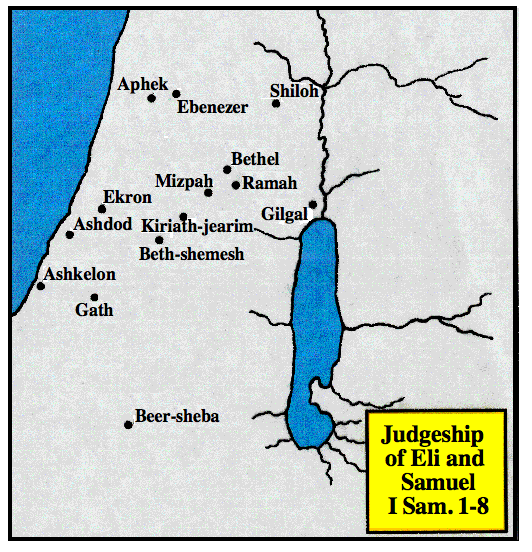 Aphek
Ebenezer
Shiloh
Bethel
Mizpah
Ramah
Ekron
Gilgal
Ashdod
Kiriath-jearim
Beth-shemesh
Ashkelon
Gath
Beer-sheba
Judgeship
of Eli and
Samuel
I Sam. 1-8